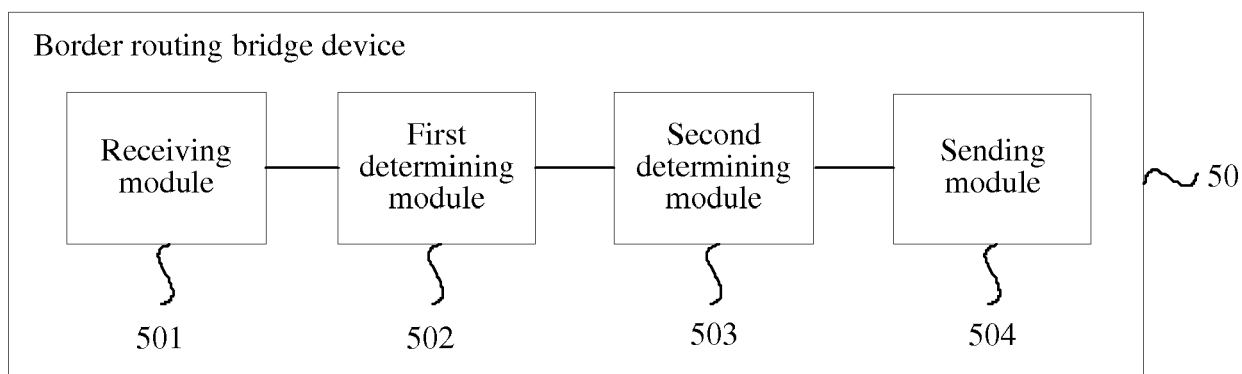 Border routing bridge device
Receiving
module
First
determining
module
Second
determining
module
Sending
module
50
501
502
503
504